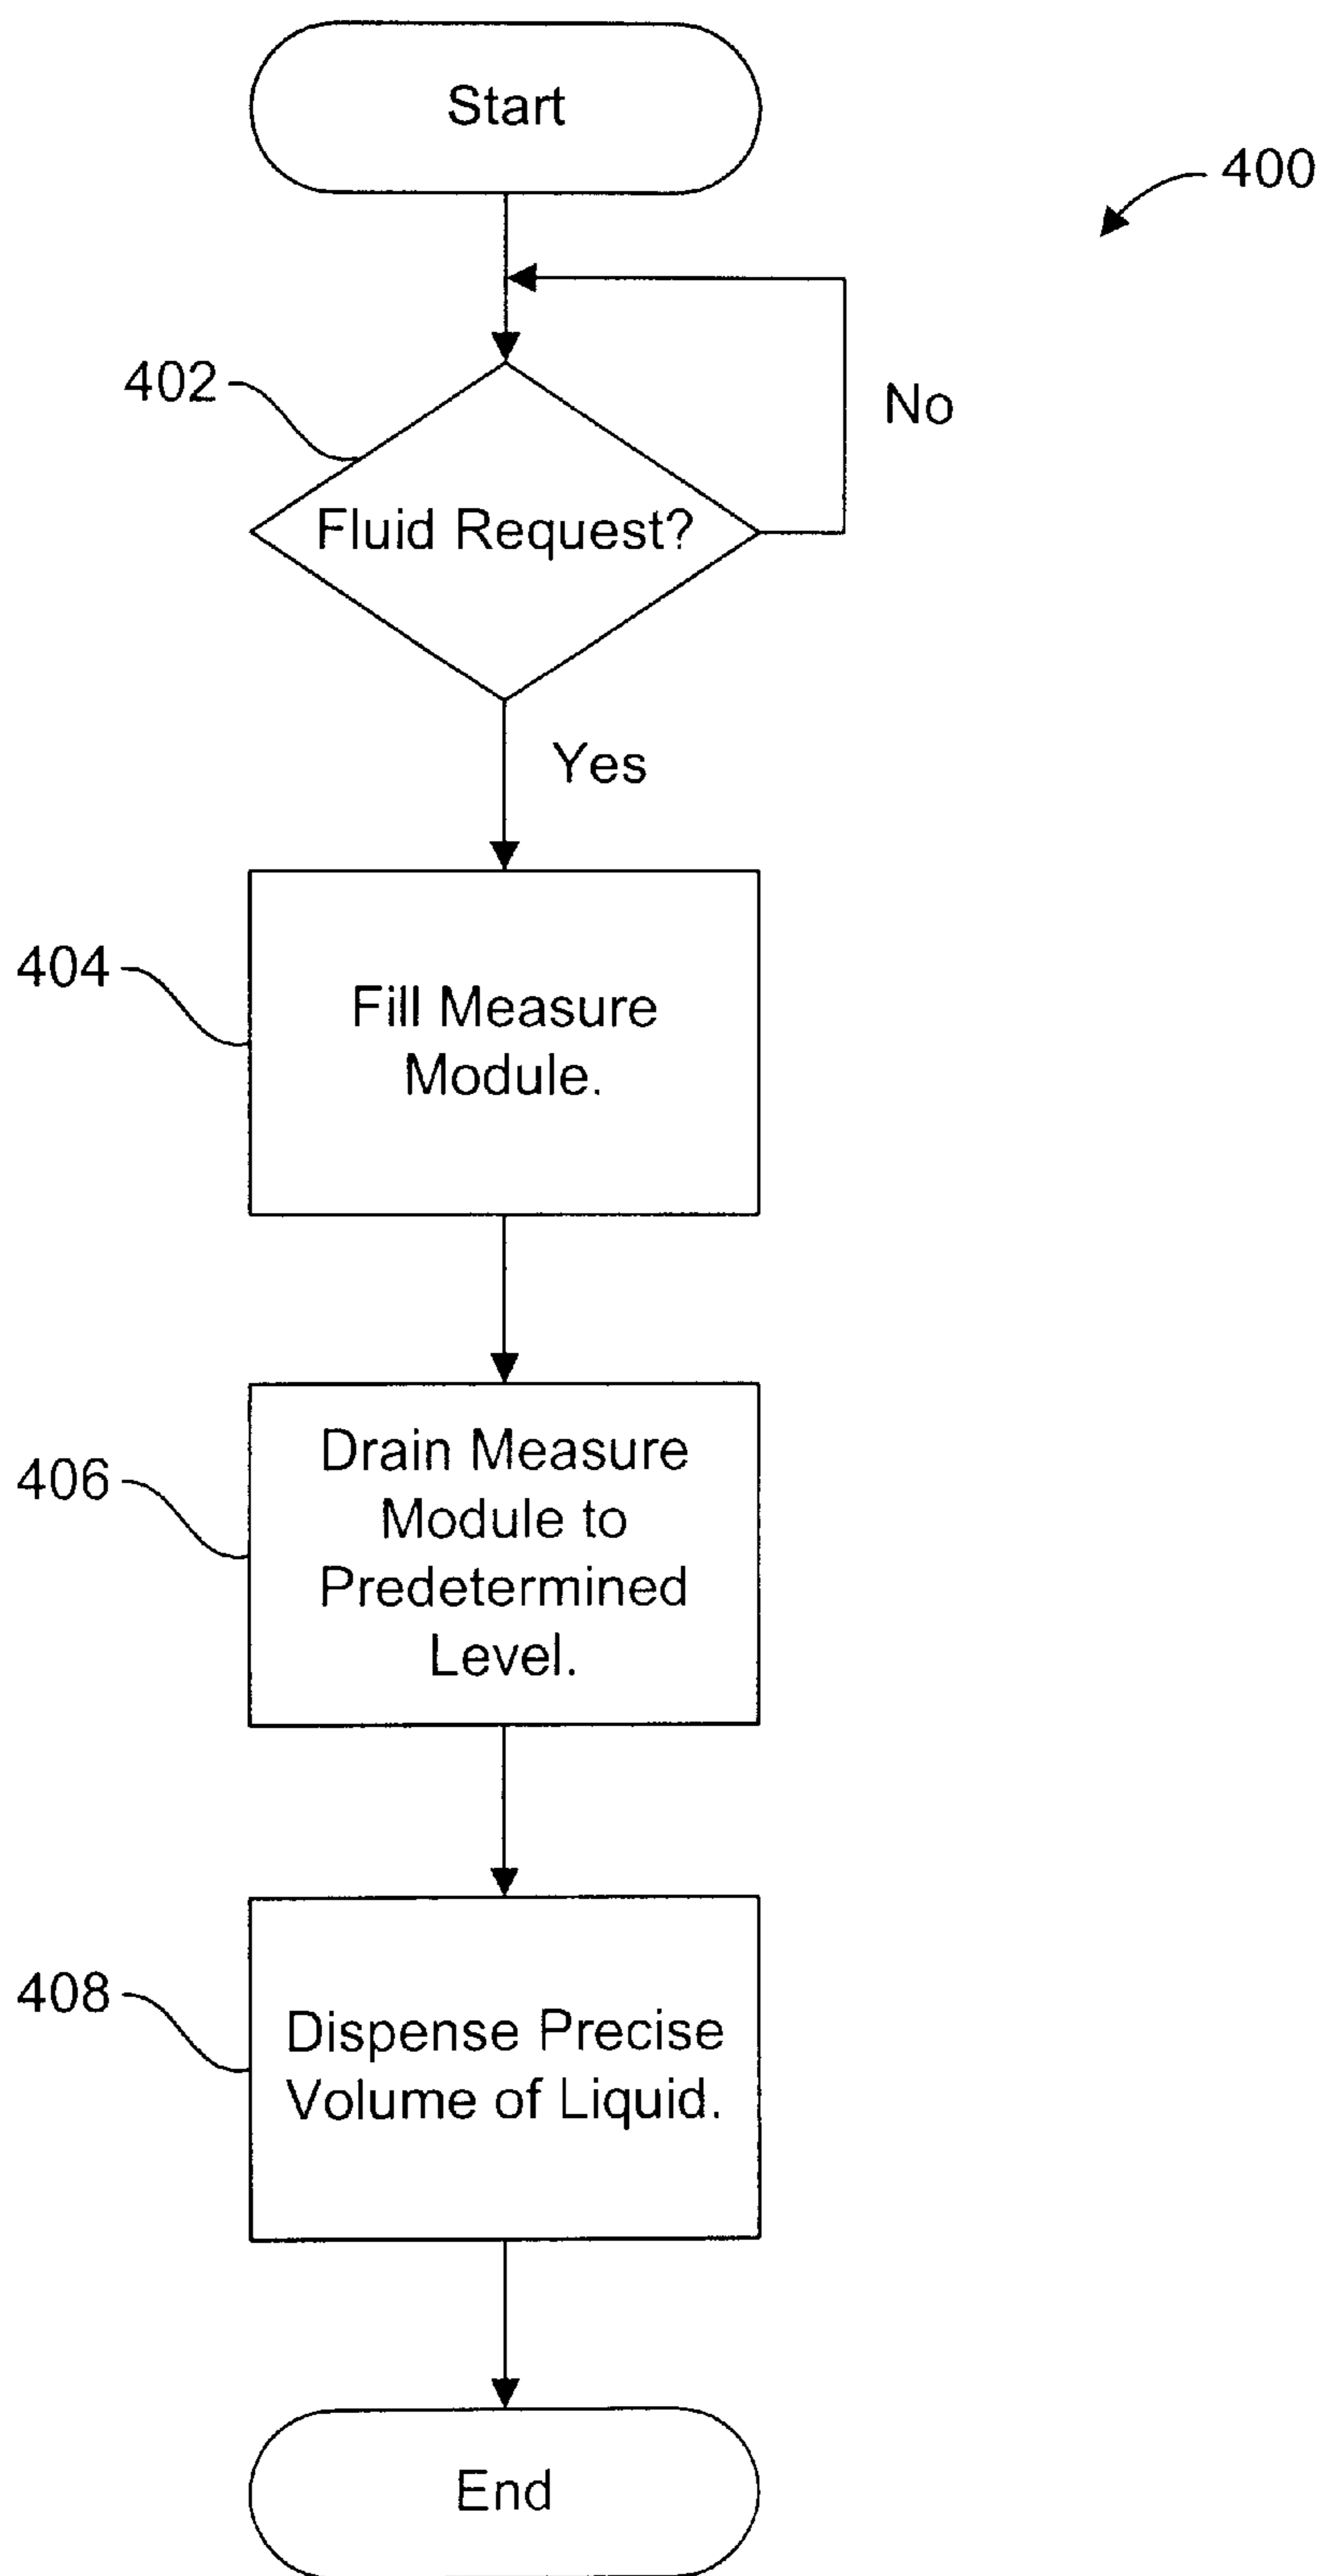 Start
400
402
No
Fluid Request?
Yes
404
Fill Measure
Module.
406
Drain Measure
Module to
Predetermined
Level.
408
Dispense Precise
Volume of Liquid.
End